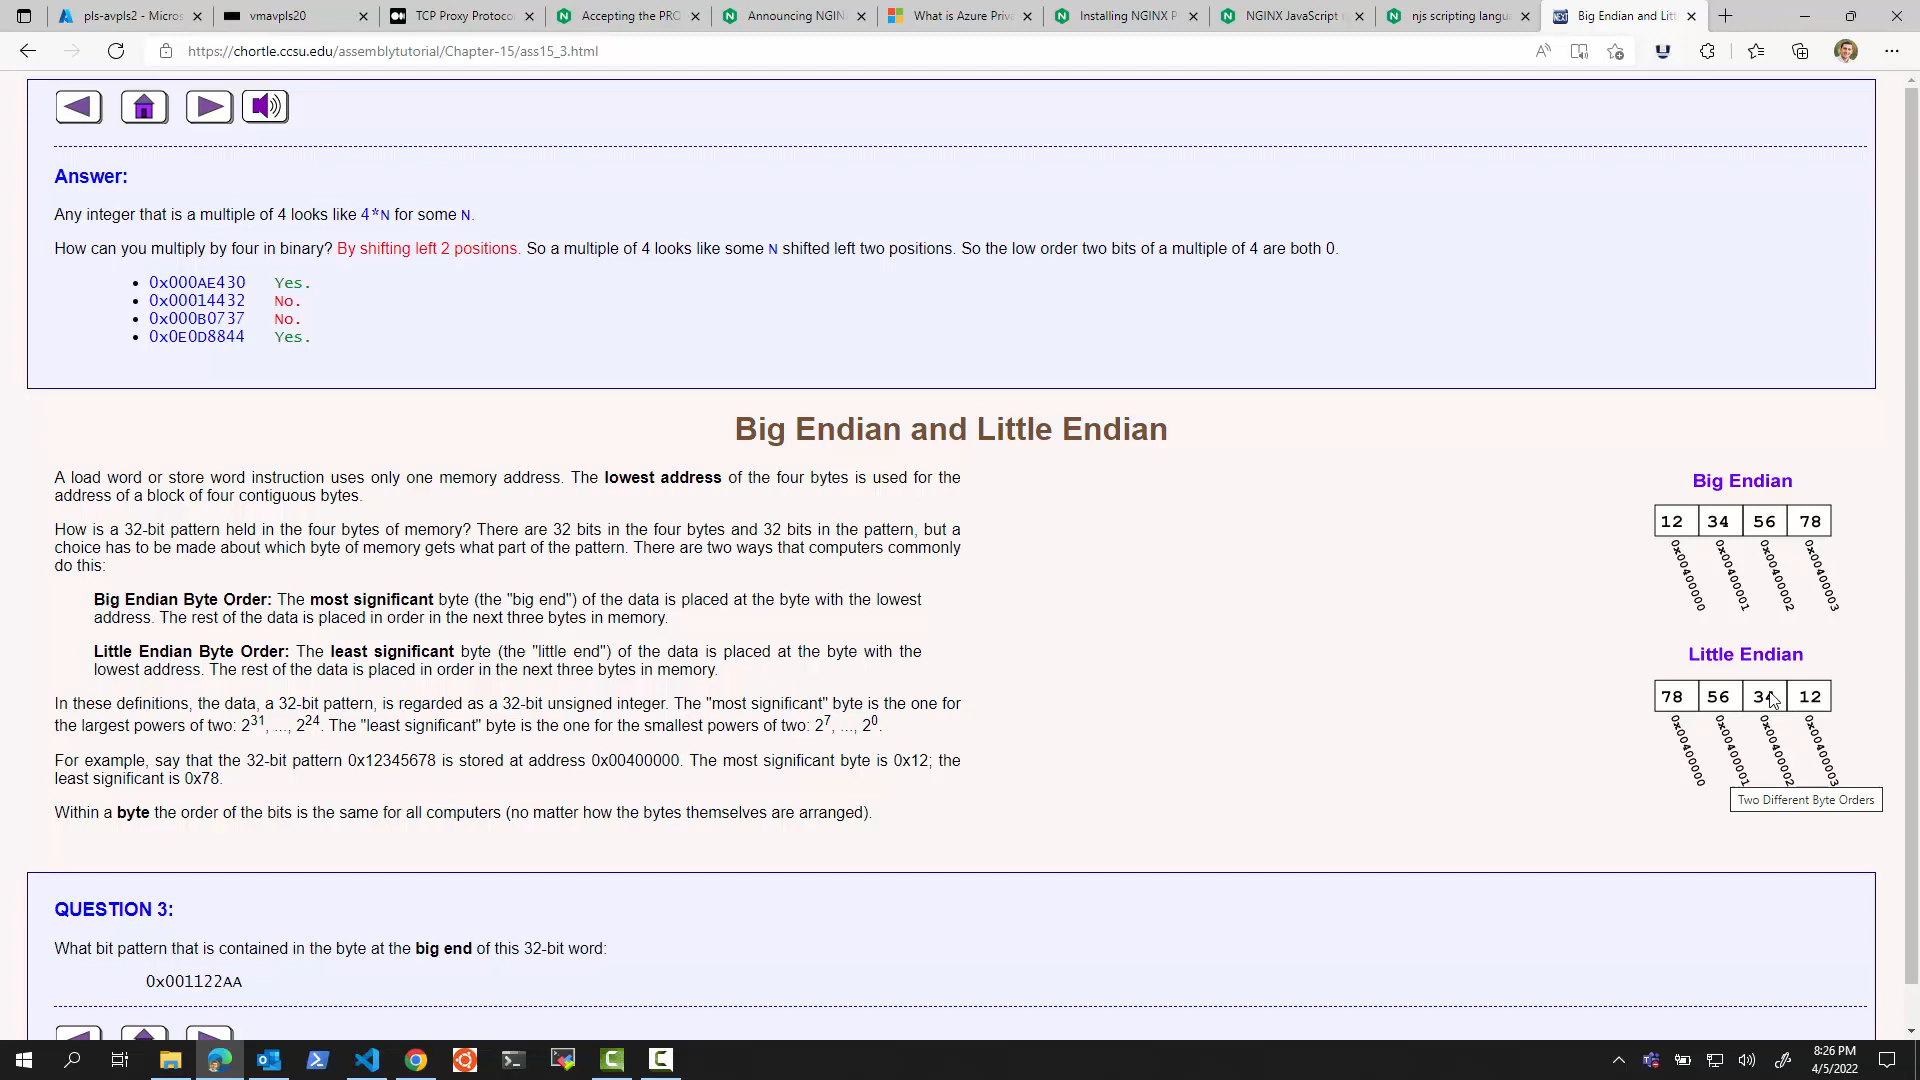 pls-avpls2 - Micros
vmavpls20
TCP Proxy Protoco
Accepting the PRO
Announcing NGIN
What is Azure Priv
Installing NGINX P
NGINX JavaScript
njs scripting langu
Big Endian and Litt
https://chortle.ccsu.edu/assemblytutorial/Chapter-15/ass15_3.html
Answer:
Any integer that is a multiple of 4 looks like 4*N for some N.
How can you multiply by four in binary? By shifting left 2 positions. So a multiple of 4 looks like some N shifted left two positions. So the low order two bits of a multiple of 4 are both 0.
• 0x000AE430 Yes.
• 0x00014432 No.
• 0x000B0737 No.
• 0x0E0D8844 Yes.
Big Endian and Little Endian
A load word or store word instruction uses only one memory address. The lowest address of the four bytes is used for the
address of a block of four contiguous bytes.
How is a 32-bit pattern held in the four bytes of memory? There are 32 bits in the four bytes and 32 bits in the pattern, but a
choice has to be made about which byte of memory gets what part of the pattern. There are two ways that computers commonly
do this:
Big Endian Byte Order: The most significant byte (the "big end") of the data is placed at the byte with the lowest
address. The rest of the data is placed in order in the next three bytes in memory.
Little Endian Byte Order: The least significant byte (the "little end") of the data is placed at the byte with the
lowest address. The rest of the data is placed in order in the next three bytes in memory.
In these definitions, the data, a 32-bit pattern, is regarded as a 32-bit unsigned integer. The "most significant" byte is the one for
the largest powers of two: 2^31, ..., 2^24. The "least significant" byte is the one for the smallest powers of two: 2^7, ..., 2^0.
For example, say that the 32-bit pattern 0x12345678 is stored at address 0x00400000. The most significant byte is 0x12; the
least significant is 0x78.
Within a byte the order of the bits is the same for all computers (no matter how the bytes themselves are arranged).
Big Endian
12 34 56 78
0x00400000 0x00400001 0x00400002 0x00400003
Little Endian
78 56 34 12
0x00400000 0x00400001 0x00400002 0x00400003
Two Different Byte Orders
QUESTION 3:
What bit pattern that is contained in the byte at the big end of this 32-bit word:
0x001122AA
8:26 PM
4/5/2022